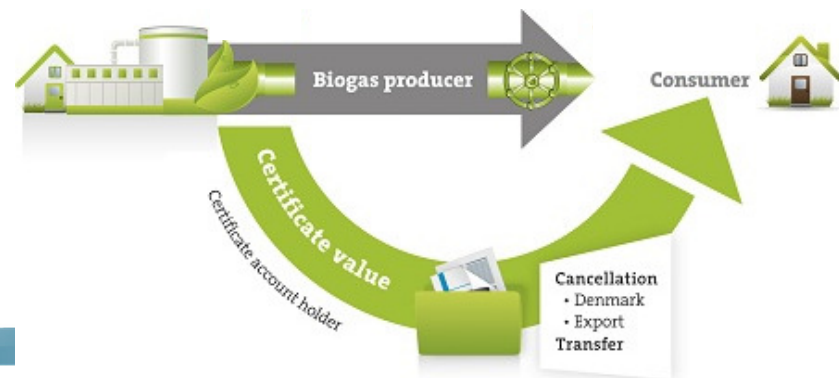 Biogas producer
Consumer
Certificate value
Certificate account holder
Cancellation
• Denmark
• Export
Transfer